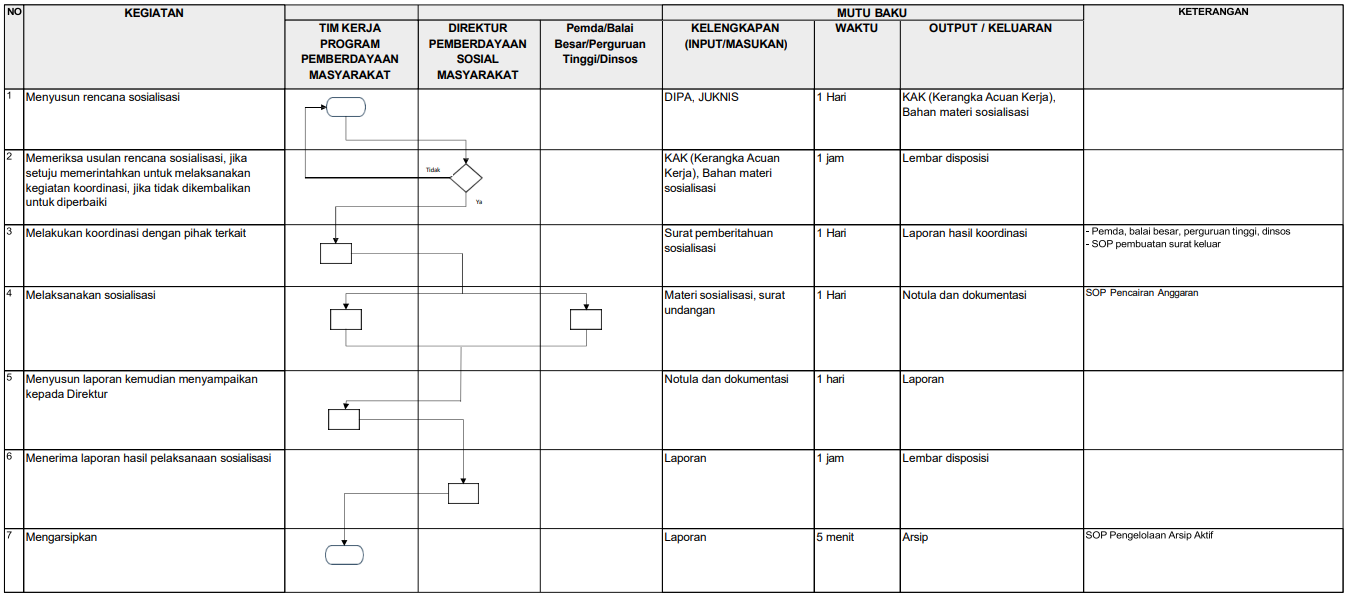 NO
KEGIATAN
MUTU BAKU
KETERANGAN
TIM KERJA
PROGRAM
PEMBERDAYAAN
MASYARAKAT
DIREKTUR
PEMBERDAYAAN
SOSIAL
MASYARAKAT
Pemda/Balai
Besar/Perguruan
Tinggi/Dinsos
KELENGKAPAN
(INPUT/MASUKAN)
WAKTU
OUTPUT / KELUARAN
1
Menyusun rencana sosialisasi
DIPA, JUKNIS
1 Hari
KAK (Kerangka Acuan Kerja),
Bahan materi sosialisasi
2
Memeriksa usulan rencana sosialisasi, jika
setuju memerintahkan untuk melaksanakan
kegiatan koordinasi, jika tidak dikembalikan
untuk diperbaiki
Tidak
Ya
KAK (Kerangka Acuan
Kerja), Bahan materi
sosialisasi
1 jam
Lembar disposisi
3
Melakukan koordinasi dengan pihak terkait
Surat pemberitahuan
sosialisasi
1 Hari
Laporan hasil koordinasi
- Pemda, balai besar, perguruan tinggi, dinsos
- SOP pembuatan surat keluar
4
Melaksanakan sosialisasi
Materi sosialisasi, surat
undangan
1 Hari
Notula dan dokumentasi
SOP Pencairan Anggaran
5
Menyusun laporan kemudian menyampaikan
kepada Direktur
Notula dan dokumentasi
1 hari
Laporan
6
Menerima laporan hasil pelaksanaan sosialisasi
Laporan
1 jam
Lembar disposisi
7
Mengarsipkan
Laporan
5 menit
Arsip
SOP Pengelolaan Arsip Aktif